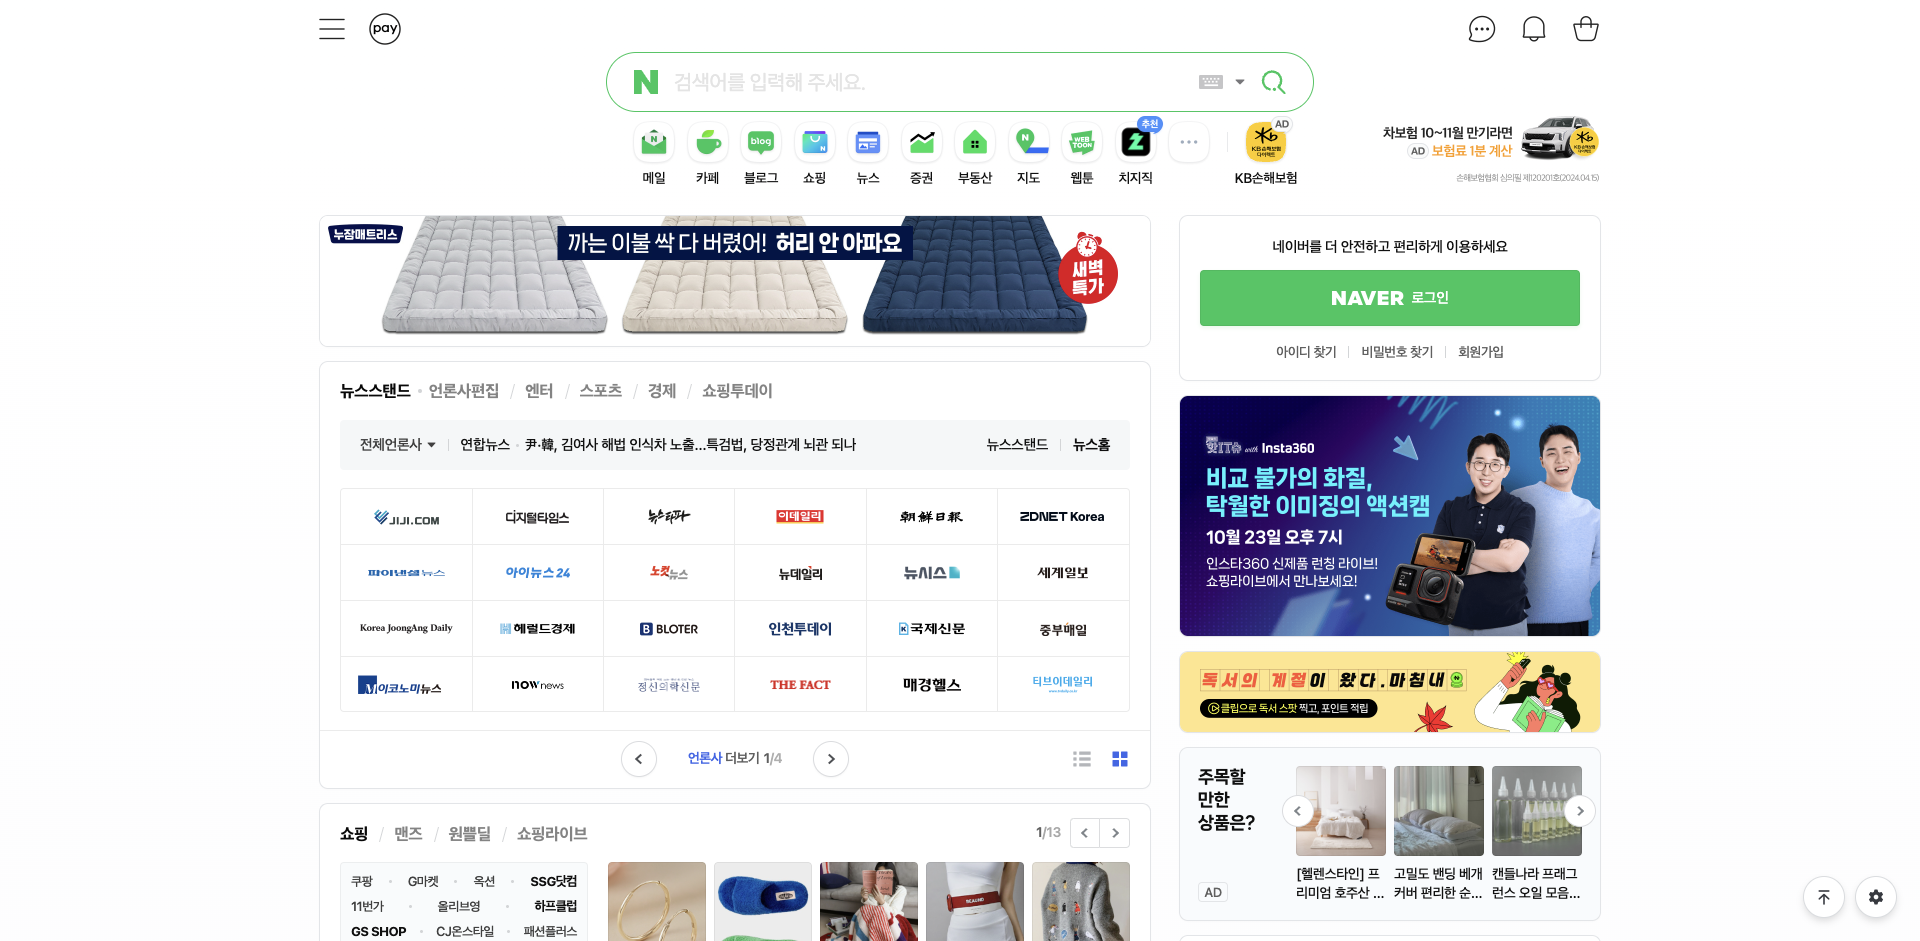 pay
N 검색어를 입력해 주세요.
N
blog
N
N
WEB TOON
추천
AD
KB손해보험
다이렉트
메일
카페
블로그
쇼핑
뉴스
증권
부동산
지도
웹툰
치지직
KB손해보험
차보험 10~11월 만기라면
AD 보험료 1분 계산
손해보험협회 심의필 제120201호(2024.04.15)
누잠매트리스
까는 이불 싹 다 버렸어! 허리 안 아파요
새벽
특가
네이버를 더 안전하고 편리하게 이용하세요
NAVER 로그인
아이디 찾기
비밀번호 찾기
회원가입
뉴스스탠드
언론사편집
엔터
스포츠
경제
쇼핑투데이
전체언론사
연합뉴스
尹·韓, 김여사 해법 인식차 노출…특검법, 당정관계 뇌관 되나
뉴스스탠드
뉴스홈
JIJI.COM
디지털타임스
뉴스타파
이데일리
朝鮮日報
ZDNET Korea
파이낸셜뉴스
아이뉴스24
노컷뉴스
뉴데일리
뉴시스
세계일보
Korea JoongAng Daily
헤럴드경제
BLOTER
인천투데이
국제신문
중부매일
M이코노미뉴스
now news
정신의학신문
THE FACT
매경헬스
티브이데일리
언론사 더보기 1/4
with Insta360
비교 불가의 화질,
탁월한 이미징의 액션캠
10월 23일 오후 7시
인스타360 신제품 런칭 라이브!
쇼핑라이브에서 만나보세요!
독서의 계절이 왔다.마침내
클립으로 독서 스팟 찍고, 포인트 적립
주목할
만한
상품은?
AD
[헬렌스타인] 프
리미엄 호주산 ...
고밀도 밴딩 베개
커버 편리한 순...
캔들나라 프래그
런스 오일 모음...
쇼핑
맨즈
원쁠딜
쇼핑라이브
1/13
쿠팡
G마켓
옥션
SSG닷컴
11번가
올리브영
하프클럽
GS SHOP
CJ온스타일
패션플러스